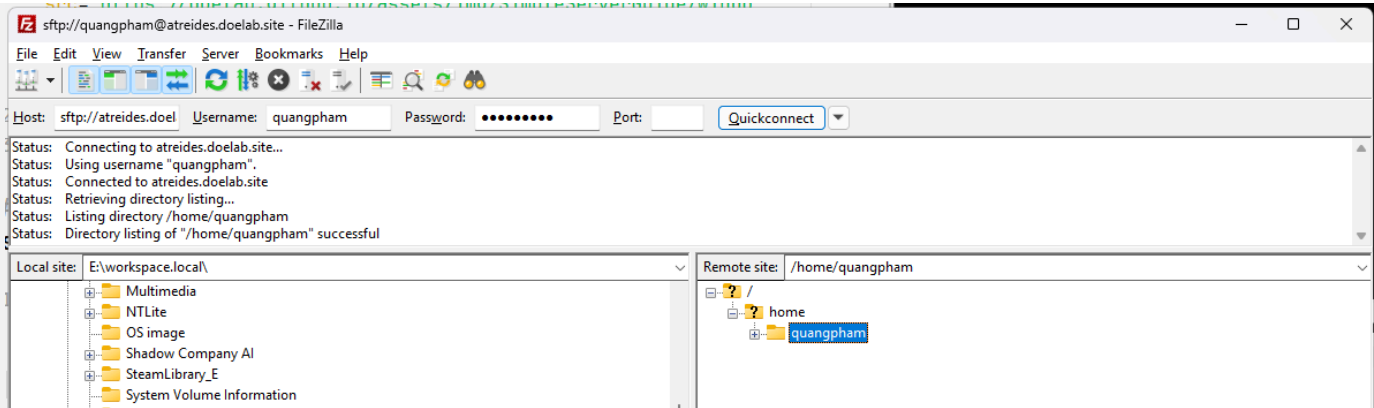 sftp://quangpham@atreides.doelab.site - FileZilla
File Edit View Transfer Server Bookmarks Help
Host: sftp://atreides.doel Username: quangpham Password: ●●●●●●●●● Port: Quickconnect
Status: Connecting to atreides.doelab.site...
Status: Using username "quangpham".
Status: Connected to atreides.doelab.site
Status: Retrieving directory listing...
Status: Listing directory /home/quangpham
Status: Directory listing of "/home/quangpham" successful
Local site: E:\workspace.local\ Remote site: /home/quangpham
Multimedia
NTLite
OS image
Shadow Company AI
SteamLibrary_E
System Volume Information
/
home
quangpham